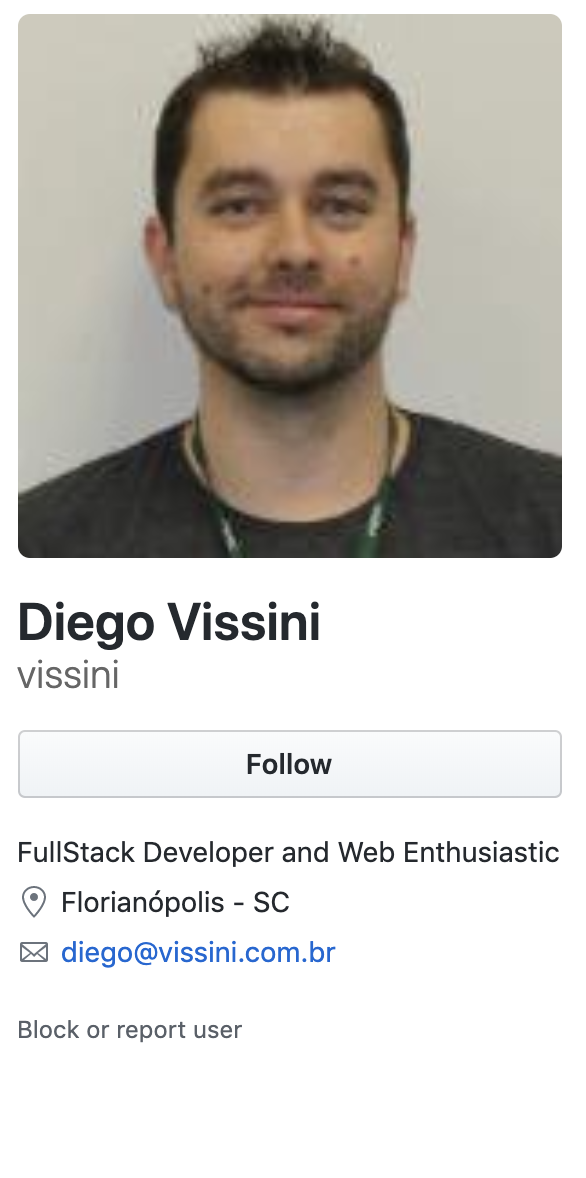 Diego Vissini
vissini
Follow
FullStack Developer and Web Enthusiastic
Florianópolis - SC
diego@vissini.com.br
Block or report user